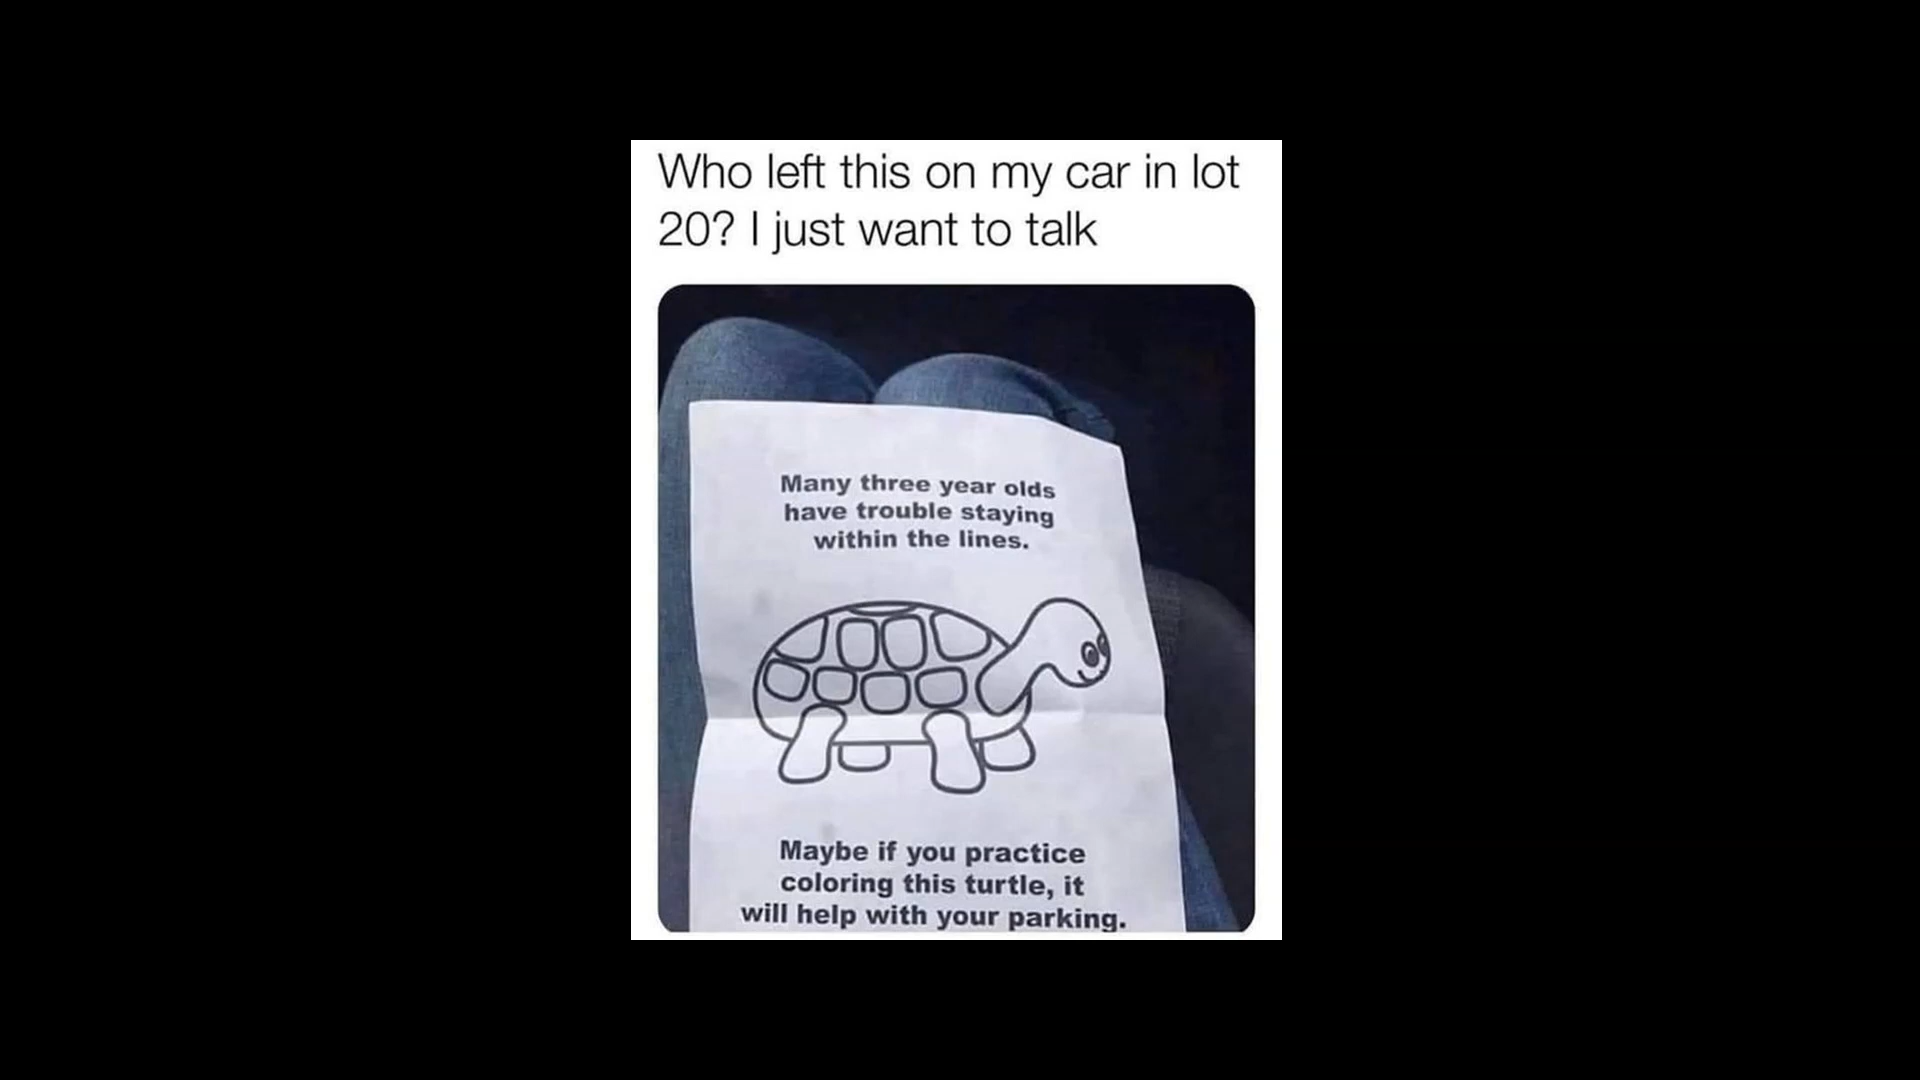 Who left this on my car in lot
20? I just want to talk
Many three year olds
have trouble staying
within the lines.
Maybe if you practice
coloring this turtle, it
will help with your parking.